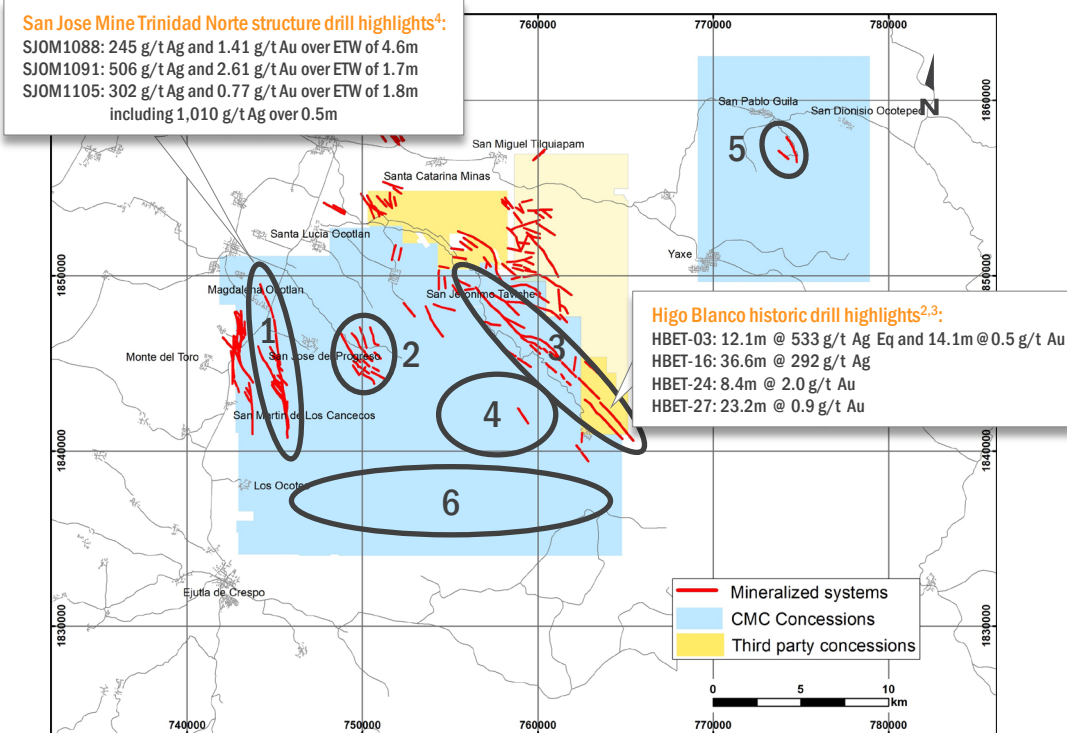 San Jose Mine Trinidad Norte structure drill highlights4:
SJOM1088: 245 g/t Ag and 1.41 g/t Au over ETW of 4.6m
SJOM1091: 506 g/t Ag and 2.61 g/t Au over ETW of 1.7m
SJOM1105: 302 g/t Ag and 0.77 g/t Au over ETW of 1.8m
including 1,010 g/t Ag over 0.5m
760000
770000
780000
1860000
N
San Pablo Guila
San Dionisio Ocotepec
5
San Miguel Tilquiapam
Santa Catarina Minas
Santa Lucia Ocotlan
Yaxe
1850000
1850000
Magdalena Ocotlan
San Jeronimo Taviche
Higo Blanco historic drill highlights2,3:
HBET-03: 12.1m @ 533 g/t Ag Eq and 14.1m @ 0.5 g/t Au
HBET-16: 36.6m @ 292 g/t Ag
HBET-24: 8.4m @ 2.0 g/t Au
HBET-27: 23.2m @ 0.9 g/t Au
1
Monte del Toro
San Jose del Progreso
2
3
San Martin de Los Cancecos
4
1840000
1840000
Los Ocotes
6
Ejutla de Crespo
Mineralized systems
CMC Concessions
Third party concessions
1830000
1830000
0 5 10
km
740000
750000
760000
770000
780000